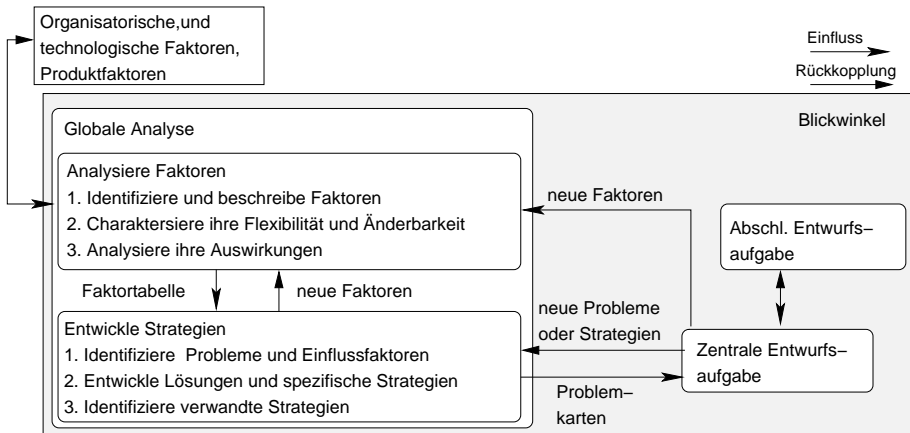 Organisatorische,und
technologische Faktoren,
Produktfaktoren
Einfluss
Rückkopplung
Blickwinkel
Globale Analyse
Analysiere Faktoren
1. Identifiziere und beschreibe Faktoren
2. Charaktersiere ihre Flexibilität und Änderbarkeit
3. Analysiere ihre Auswirkungen
neue Faktoren
Abschl. Entwurfs−
aufgabe
Faktortabelle
neue Faktoren
neue Probleme
oder Strategien
Entwickle Strategien
1. Identifiziere Probleme und Einflussfaktoren
2. Entwickle Lösungen und spezifische Strategien
3. Identifiziere verwandte Strategien
Zentrale Entwurfs−
aufgabe
Problem−
karten